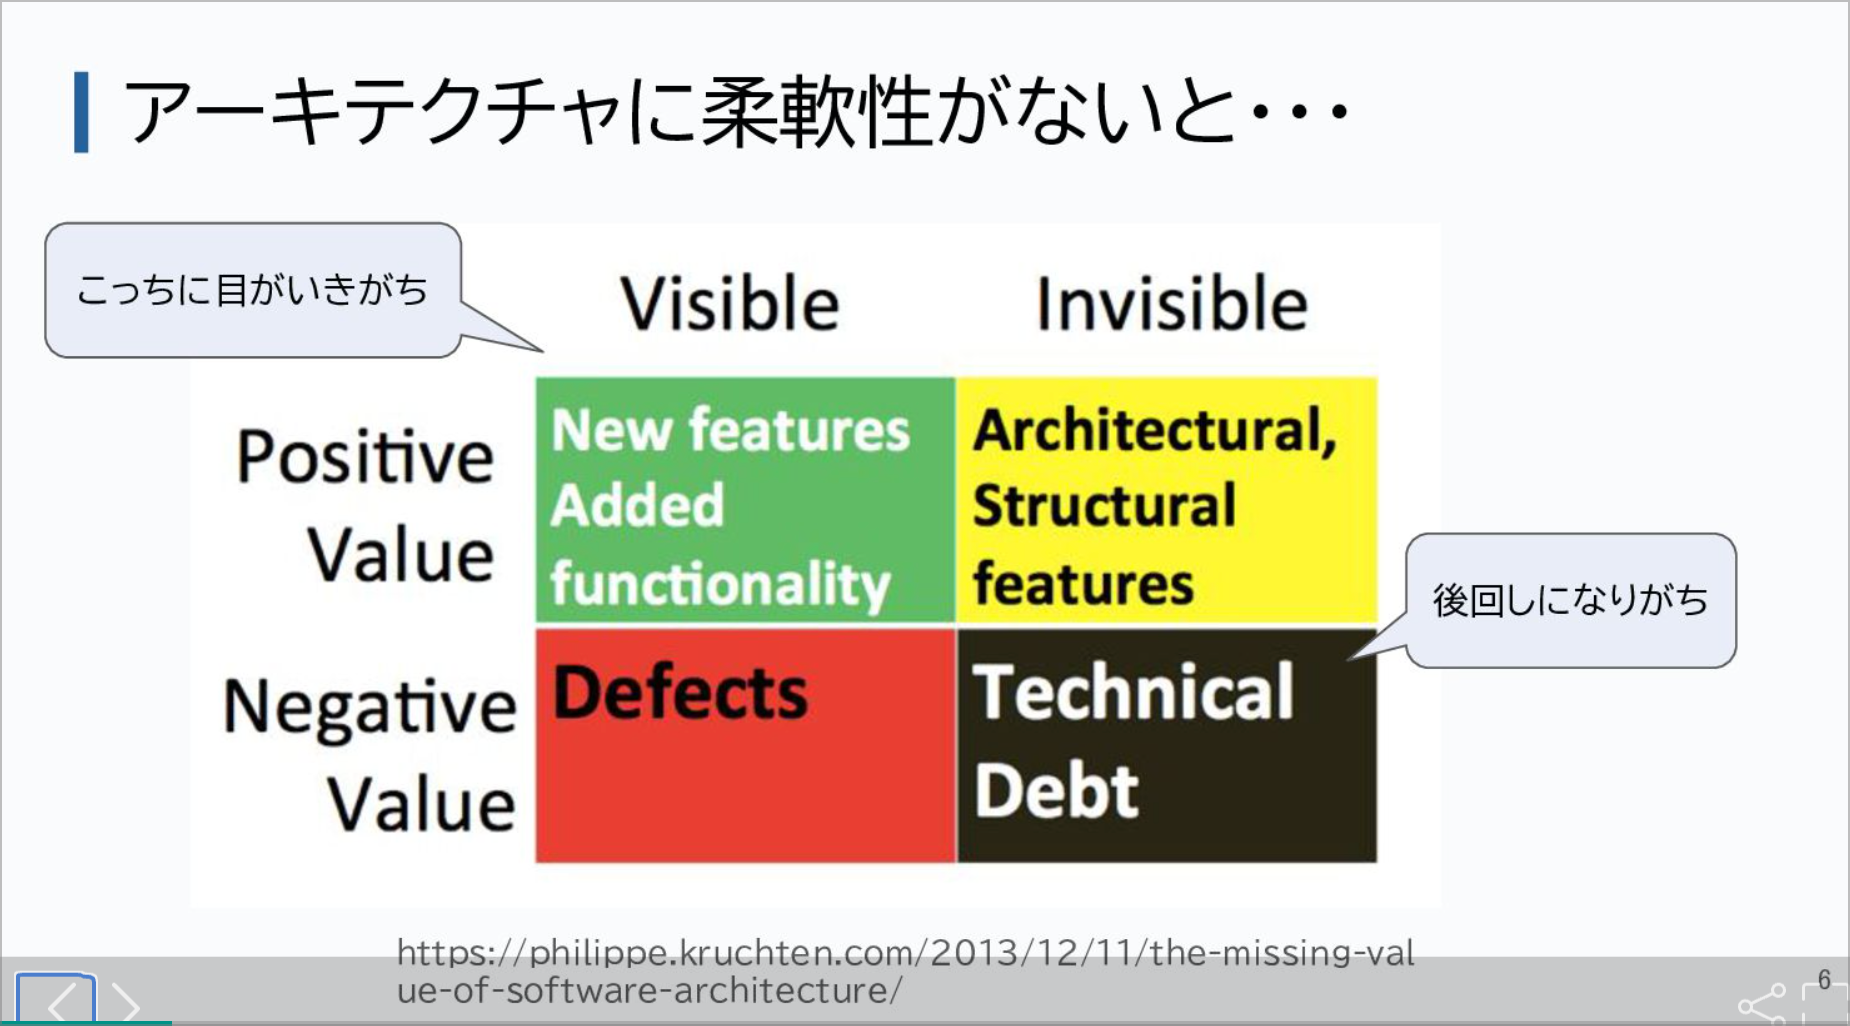 アーキテクチャに柔軟性がないと・・・
こっちに目がいきがち
Visible
Invisible
Positive
Value
New features
Added
functionality
Architectural,
Structural
features
後回しになりがち
Negative
Value
Defects
Technical
Debt
https://philippe.kruchten.com/2013/12/11/the-missing-val
ue-of-software-architecture/
6